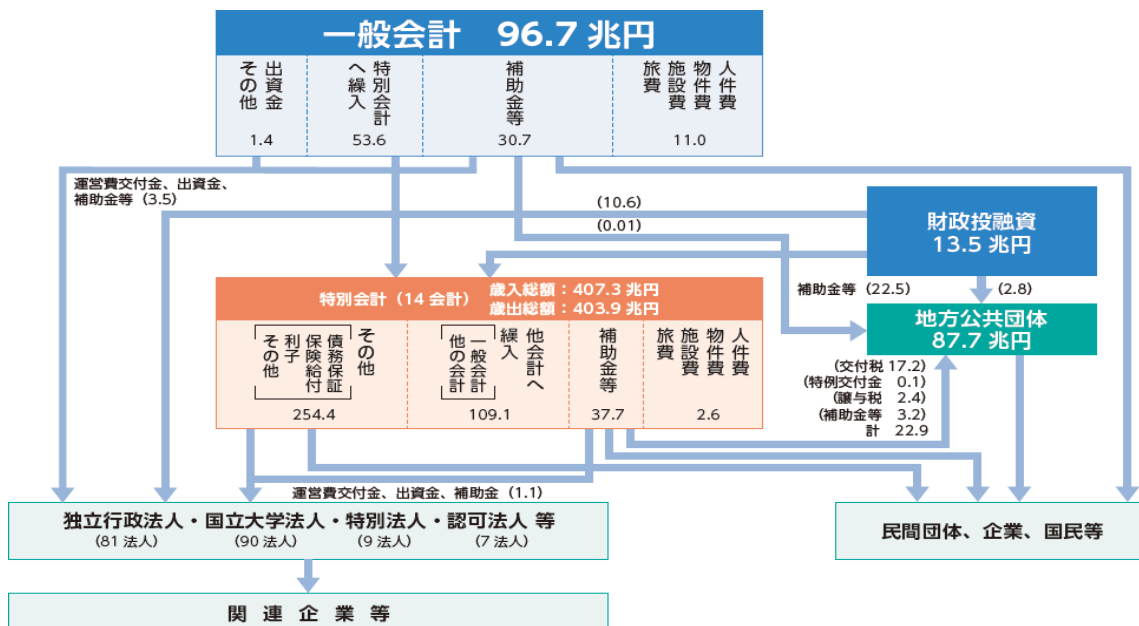 一般会計 96.7 兆円
出資金
その他
1.4
特別会計
へ繰入
53.6
補助金等
30.7
人件費
物件費
施設費
旅費
11.0
運営費交付金、出資金、
補助金等（3.5）
（10.6）
（0.01）
財政投融資
13.5 兆円
補助金等（22.5）
（2.8）
地方公共団体
87.7 兆円
特別会計（14 会計）
歳入総額：407.3 兆円
歳出総額：403.9 兆円
その他
債務保証
保険給付
利子
その他
254.4
他会計へ
繰入
一般会計
他の会計
109.1
補助金等
37.7
人件費
物件費
施設費
旅費
2.6
（交付税 17.2）
（特例交付金 0.1）
（譲与税 2.4）
（補助金等 3.2）
計 22.9
運営費交付金、出資金、補助金（1.1）
独立行政法人・国立大学法人・特別法人・認可法人 等
（81 法人） （90 法人） （9 法人） （7 法人）
民間団体、企業、国民等
関連企業等